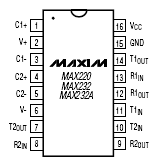 C1+ 1 16 VCC
V+ 2 15 GND
C1- 3 MAXIM 14 T1OUT
C2+ 4 MAX220 13 R1IN
C2- 5 MAX232 12 R1OUT
V- 6 MAX232A 11 T1IN
T2OUT 7 10 T2IN
R2IN 8 9 R2OUT